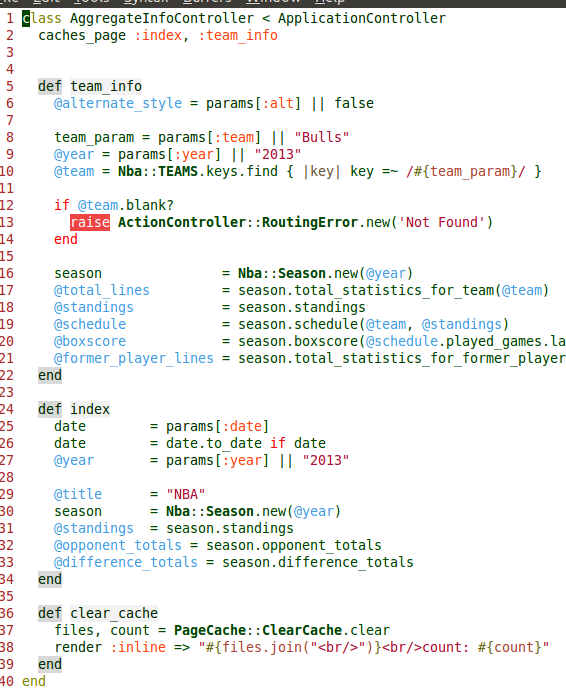 1 class AggregateInfoController < ApplicationController
2   caches_page :index, :team_info
3
4
5   def team_info
6     @alternate_style = params[:alt] || false
7
8     team_param = params[:team] || "Bulls"
9     @year = params[:year] || "2013"
10     @team = Nba::TEAMS.keys.find { |key| key =~ /#{team_param}/ }
11
12     if @team.blank?
13       raise ActionController::RoutingError.new('Not Found')
14     end
15
16     season               = Nba::Season.new(@year)
17     @total_lines         = season.total_statistics_for_team(@team)
18     @standings           = season.standings
19     @schedule            = season.schedule(@team, @standings)
20     @boxscore            = season.boxscore(@schedule.played_games.la
21     @former_player_lines = season.total_statistics_for_former_player
22   end
23
24   def index
25     date        = params[:date]
26     date        = date.to_date if date
27     @year       = params[:year] || "2013"
28
29     @title      = "NBA"
30     season      = Nba::Season.new(@year)
31     @standings  = season.standings
32     @opponent_totals = season.opponent_totals
33     @difference_totals = season.difference_totals
34   end
35
36   def clear_cache
37     files, count = PageCache::ClearCache.clear
38     render :inline => "#{files.join("<br/>")}<br/>count: #{count}"
39   end
40 end